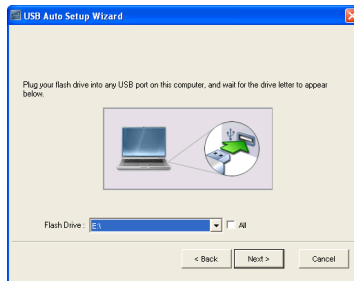 USB Auto Setup Wizard
Plug your flash drive into any USB port on this computer, and wait for the drive letter to appear
below.
Flash Drive : E:\ All
< Back Next > Cancel